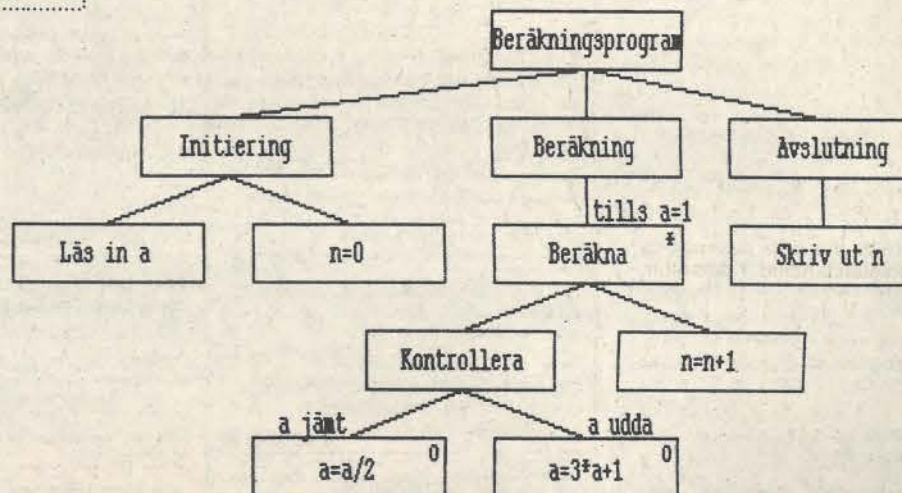 Beräkningsprogram
Initiering
Beräkning
Avslutning
tills a=1
Läs in a
n=0
Beräkna *
Skriv ut n
Kontrollera
n=n+1
a jämt
a udda
a=a/2 0
a=3*a+1 0